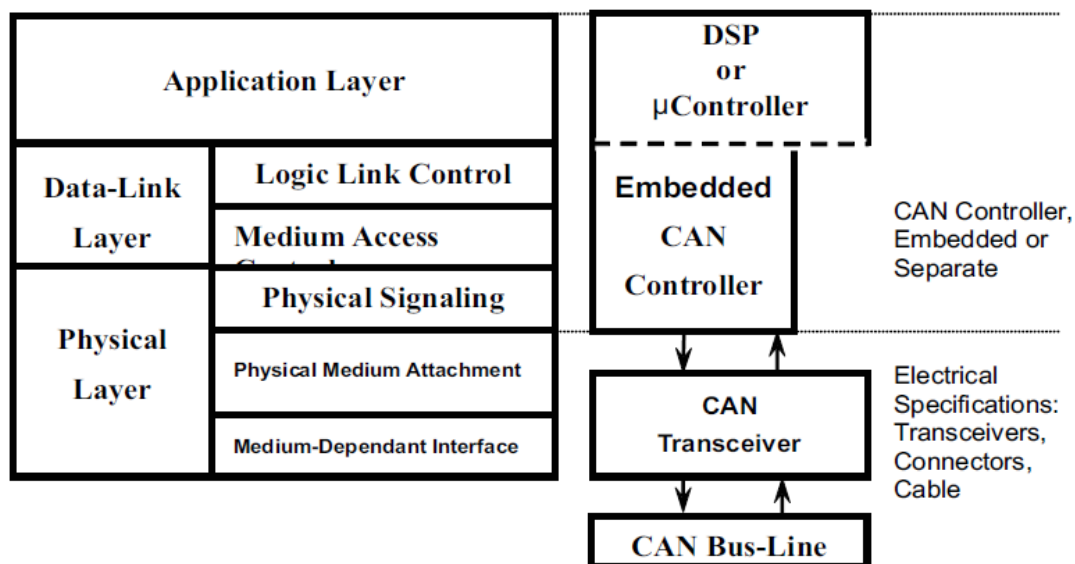 Application Layer
Data-Link
Layer
Logic Link Control
Medium Access
Physical
Layer
Physical Signaling
Physical Medium Attachment
Medium-Dependant Interface
DSP
or
µController
Embedded
CAN
Controller
CAN
Transceiver
CAN Bus-Line
CAN Controller,
Embedded or
Separate
Electrical
Specifications:
Transceivers,
Connectors,
Cable